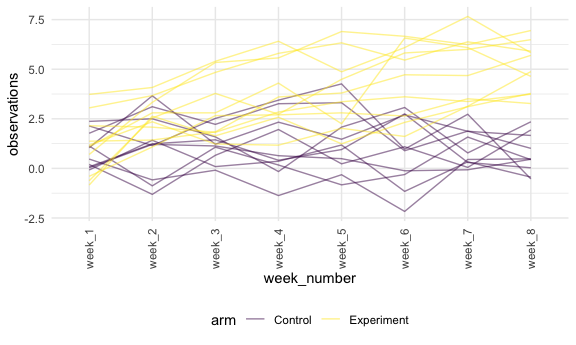 7.5
5.0
2.5
0.0
-2.5
observations
week_1
week_2
week_3
week_4
week_5
week_6
week_7
week_8
week_number
arm Control Experiment